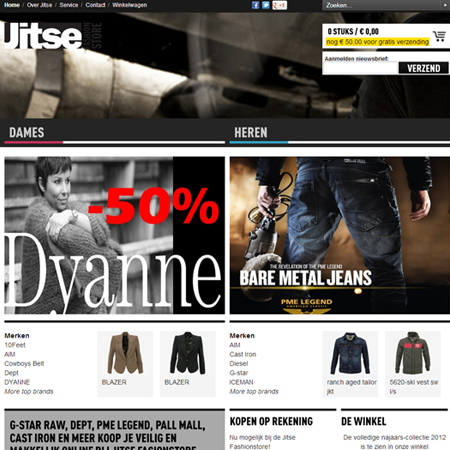 Home / Over Jitse / Service / Contact / Winkelwagen
Zoeken...
Jitse
FASHION
STORE
0 STUKS / € 0,00
nog € 50,00 voor gratis verzending
Aanmelden nieuwsbrief:
VERZEND
DAMES
HEREN
-50%
Dyanne
THE REVELATION OF THE PME LEGEND
BARE METAL JEANS
PME LEGEND
AMERICAN CLASSIC
Merken
10Feet
AIM
Cowboys Belt
Dept
DYANNE
More top brands
BLAZER
BLAZER
Merken
AIM
Cast Iron
Diesel
G-star
ICEMAN
More top brands
ranch aged tailor
jkt
5620-ski vest sw
l/s
G-STAR RAW, DEPT, PME LEGEND, PALL MALL,
CAST IRON EN MEER KOOP JE VEILIG EN
MAKKELIJK ONLINE BIJ JITSE FASHIONSTORE
KOPEN OP REKENING
Nu mogelijk bij de Jitse
Fashionstore!
DE WINKEL
De volledige najaars-collectie 2012
is te zien in onze winkel